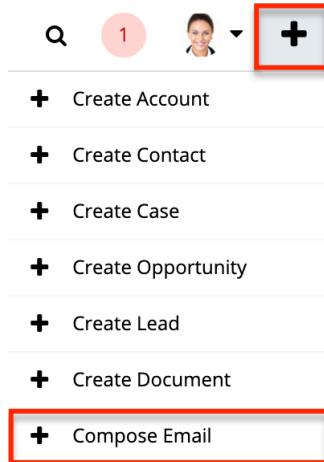 1
Create Account
Create Contact
Create Case
Create Opportunity
Create Lead
Create Document
Compose Email